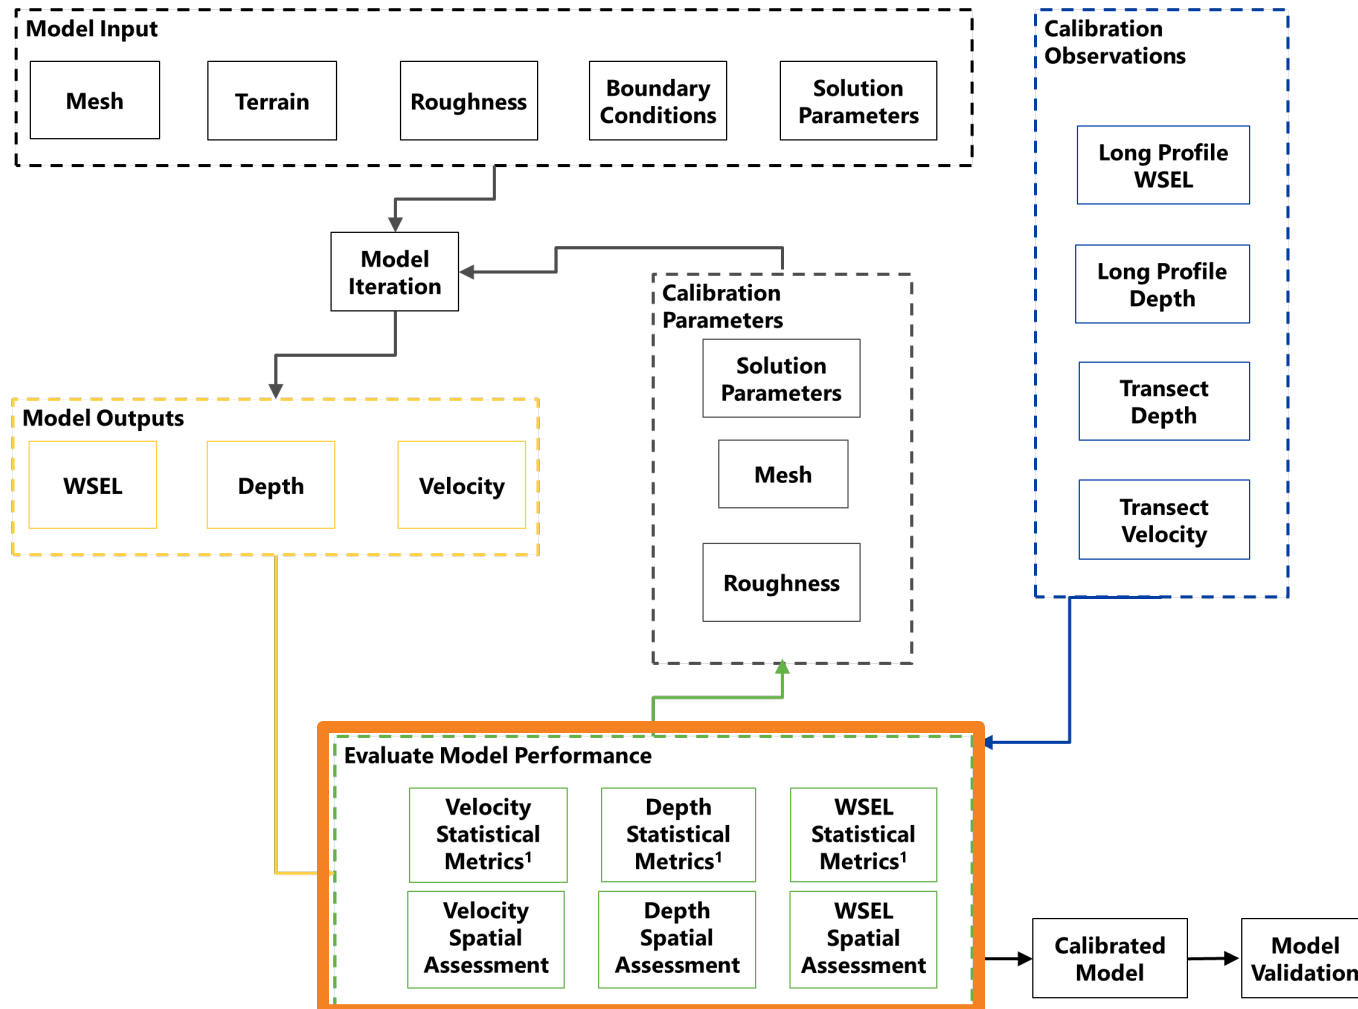 Model Input
Mesh
Terrain
Roughness
Boundary
Conditions
Solution
Parameters
Calibration
Observations
Long Profile
WSEL
Long Profile
Depth
Transect
Depth
Transect
Velocity
Model
Iteration
Calibration
Parameters
Solution
Parameters
Mesh
Roughness
Model Outputs
WSEL
Depth
Velocity
Evaluate Model Performance
Velocity
Statistical
Metrics¹
Depth
Statistical
Metrics¹
WSEL
Statistical
Metrics¹
Velocity
Spatial
Assessment
Depth
Spatial
Assessment
WSEL
Spatial
Assessment
Calibrated
Model
Model
Validation